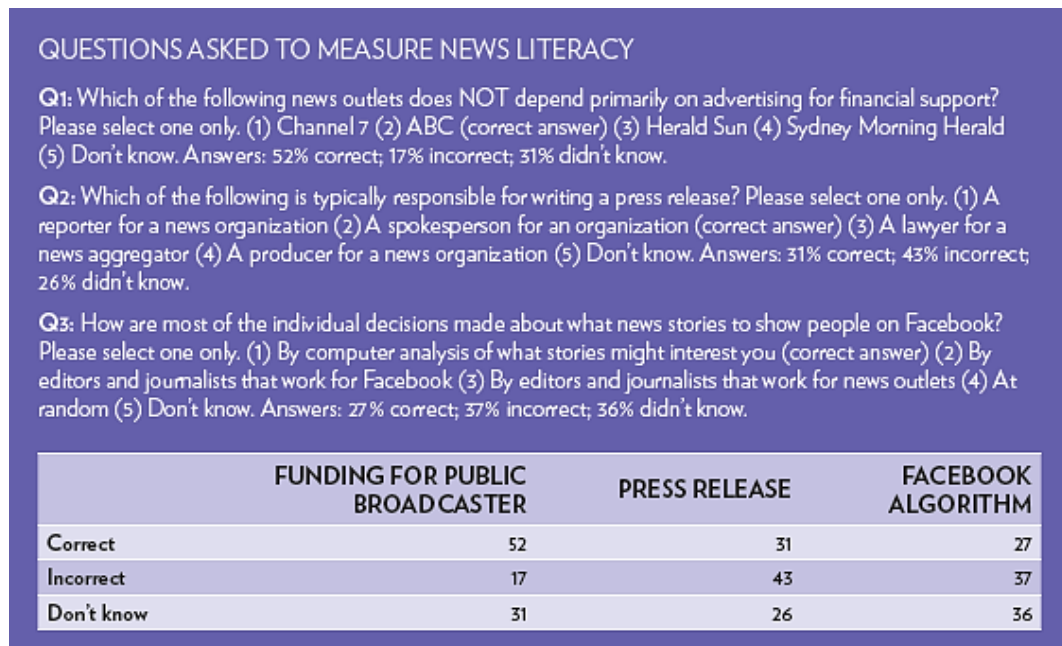 QUESTIONS ASKED TO MEASURE NEWS LITERACY
Q1: Which of the following news outlets does NOT depend primarily on advertising for financial support?
Please select one only. (1) Channel 7 (2) ABC (correct answer) (3) Herald Sun (4) Sydney Morning Herald
(5) Don't know. Answers: 52% correct; 17% incorrect; 31% didn't know.
Q2: Which of the following is typically responsible for writing a press release? Please select one only. (1) A
reporter for a news organization (2) A spokesperson for an organization (correct answer) (3) A lawyer for a
news aggregator (4) A producer for a news organization (5) Don't know. Answers: 31% correct; 43% incorrect;
26% didn't know.
Q3: How are most of the individual decisions made about what news stories to show people on Facebook?
Please select one only. (1) By computer analysis of what stories might interest you (correct answer) (2) By
editors and journalists that work for Facebook (3) By editors and journalists that work for news outlets (4) At
random (5) Don't know. Answers: 27% correct; 37% incorrect; 36% didn't know.
FUNDING FOR PUBLIC BROADCASTER PRESS RELEASE FACEBOOK ALGORITHM
Correct 52 31 27
Incorrect 17 43 37
Don't know 31 26 36